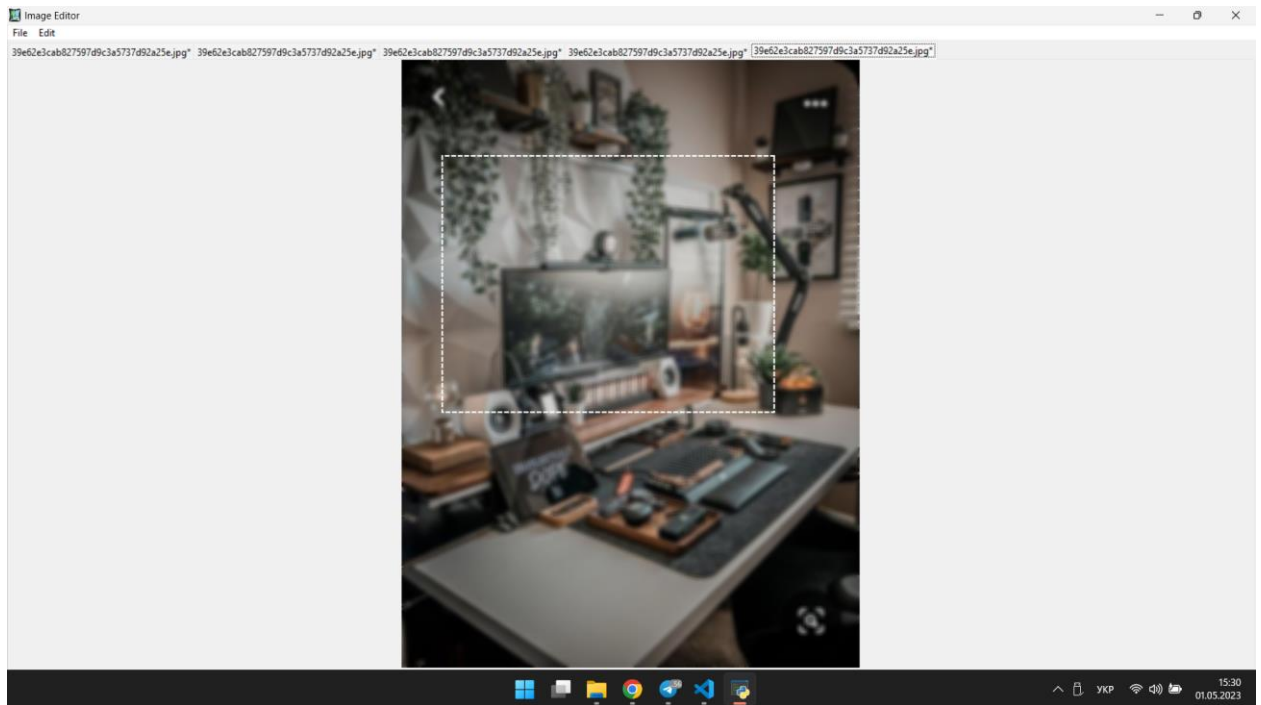 Image Editor
File Edit
39e62e3cab827597d9c3a5737d92a25e.jpg* 39e62e3cab827597d9c3a5737d92a25e.jpg* 39e62e3cab827597d9c3a5737d92a25e.jpg* 39e62e3cab827597d9c3a5737d92a25e.jpg* 39e62e3cab827597d9c3a5737d92a25e.jpg*
56
УКР
15:30
01.05.2023